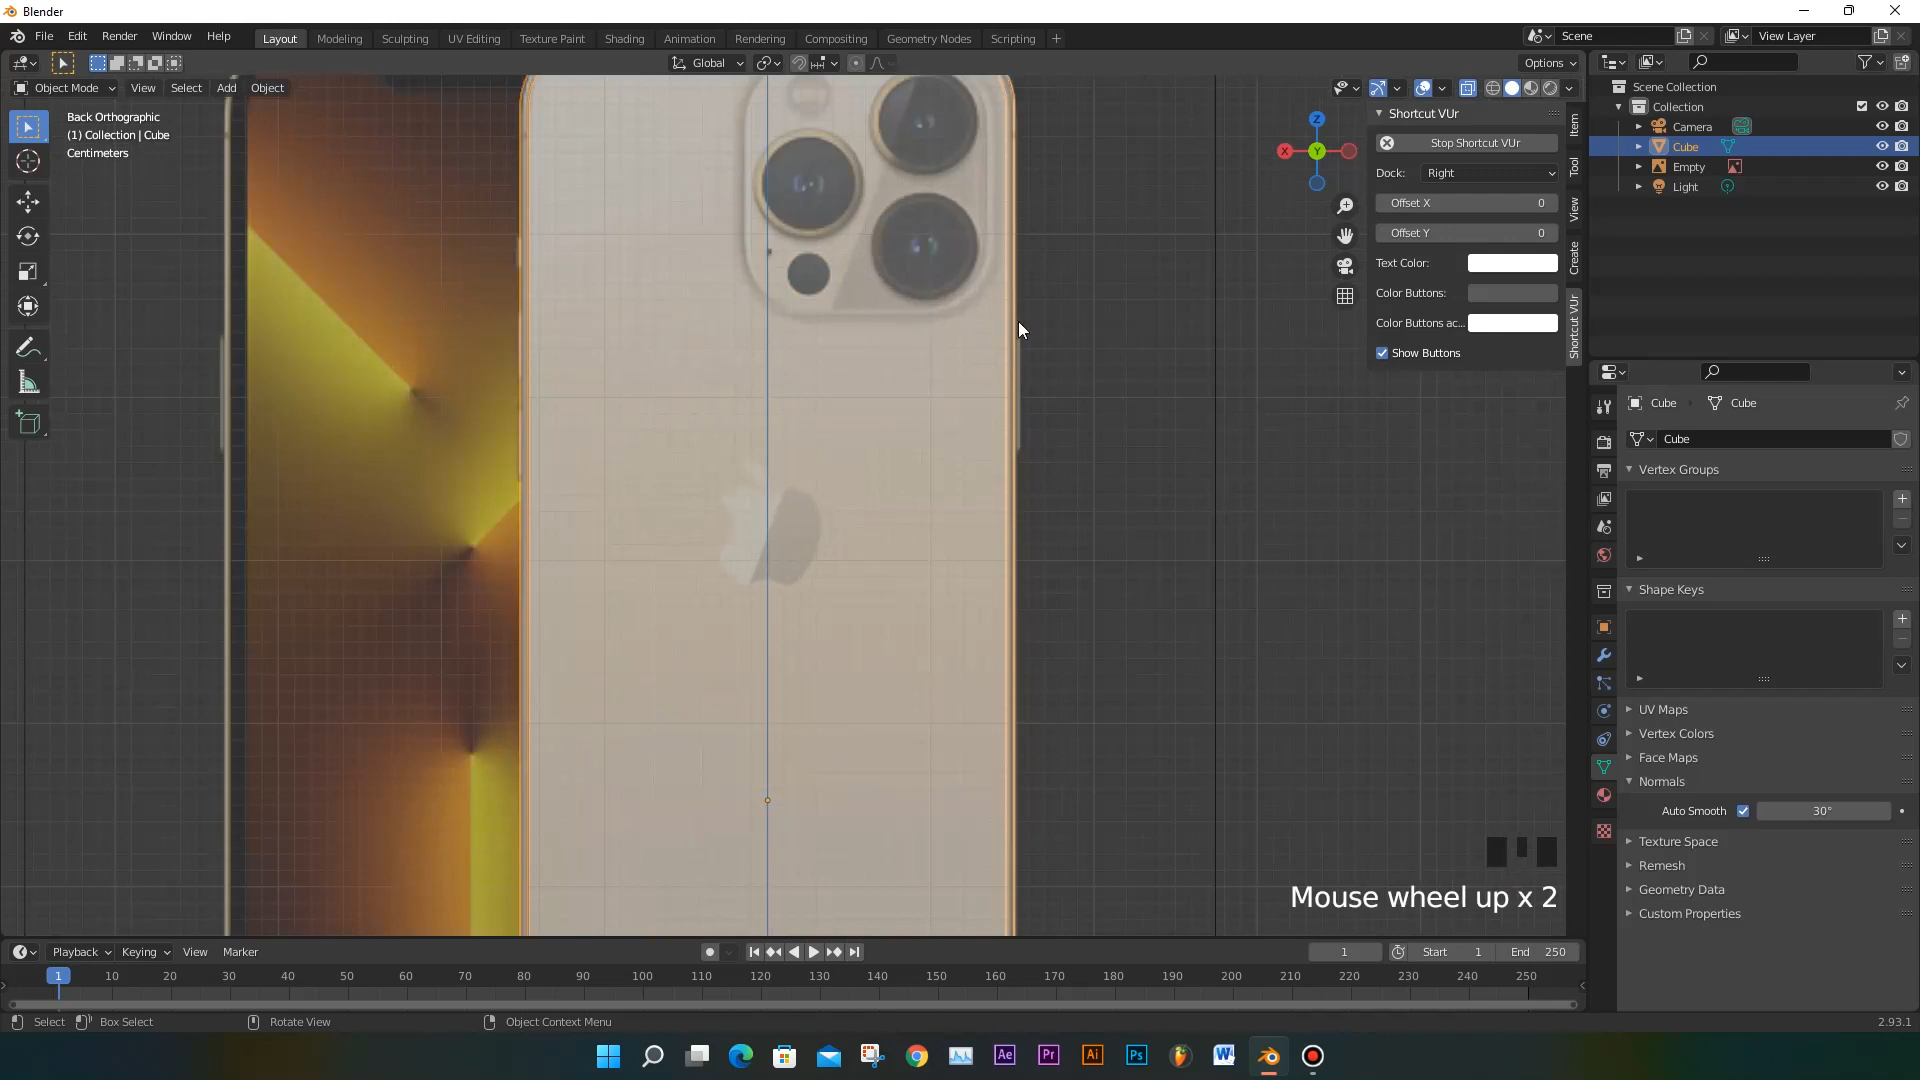 Blender
File Edit Render Window Help
Layout Modeling Sculpting UV Editing Texture Paint Shading Animation Rendering Compositing Geometry Nodes Scripting
Scene View Layer
Global
Options
Object Mode View Select Add Object
Back Orthographic
(1) Collection | Cube
Centimeters
Z
X
Y
Shortcut VUr
Stop Shortcut VUr
Dock: Right
Offset X 0
Offset Y 0
Text Color:
Color Buttons:
Color Buttons ac...
Show Buttons
Item
Tool
View
Create
Shortcut VUr
Scene Collection
Collection
Camera
Cube
Empty
Light
Cube Cube
Cube
Vertex Groups
Shape Keys
UV Maps
Vertex Colors
Face Maps
Normals
Auto Smooth 30°
Texture Space
Remesh
Geometry Data
Custom Properties
Mouse wheel up x 2
Playback Keying View Marker
1 Start 1 End 250
1 10 20 30 40 50 60 70 80 90 100 110 120 130 140 150 160 170 180 190 200 210 220 230 240 250
Select Box Select Rotate View Object Context Menu
2.93.1
Ae Pr Ai Ps W